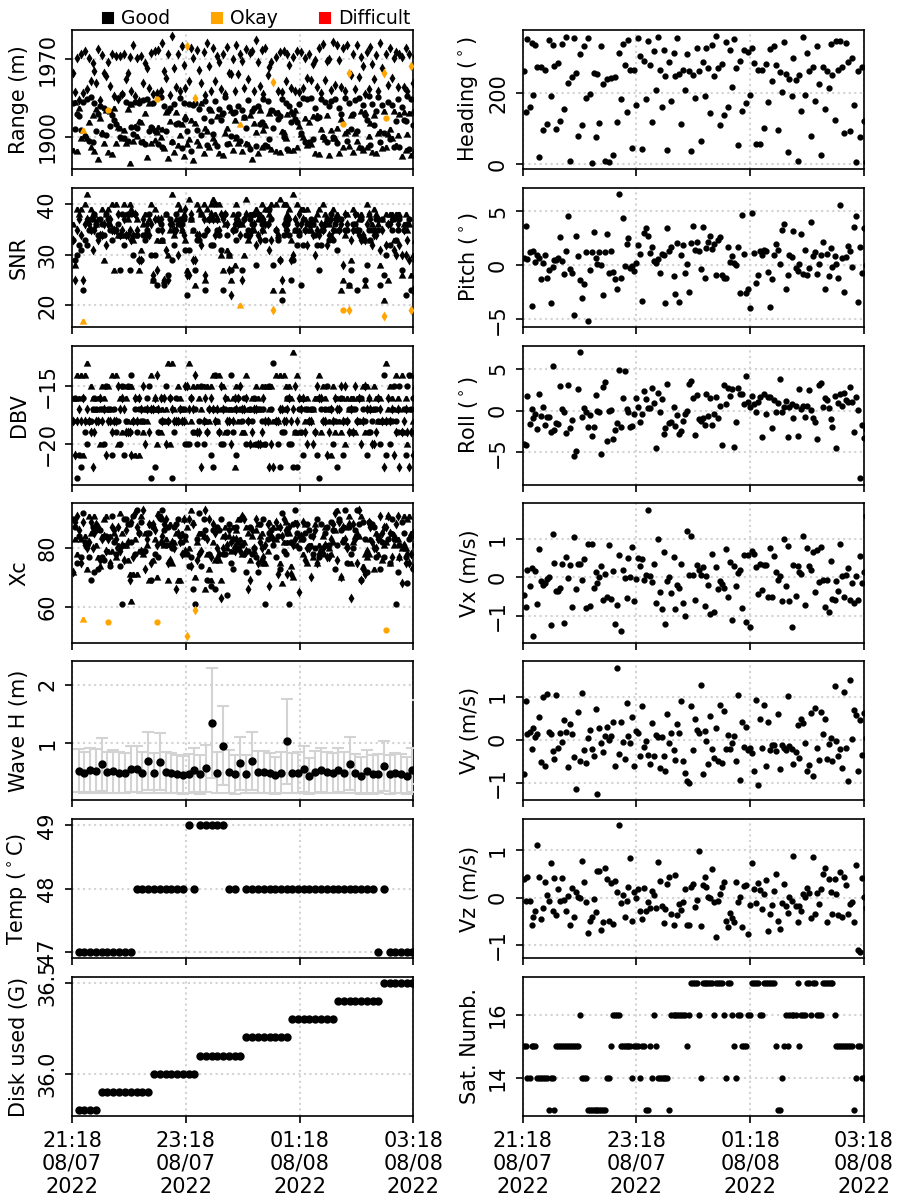 Good Okay Difficult
Range (m)
1970
1900
Heading (°)
200
0
SNR
40
30
20
Pitch (°)
5
0
−5
DBV
−15
−20
Roll (°)
5
0
−5
Xc
80
60
Vx (m/s)
1
0
−1
Wave H (m)
2
1
Vy (m/s)
1
0
−1
Temp (°C)
49
48
47
Vz (m/s)
1
0
−1
Disk used (G)
36.5
36.0
Sat. Numb.
16
14
21:18 23:18 01:18 03:18 21:18 23:18 01:18 03:18
08/07 08/07 08/08 08/08 08/07 08/07 08/08 08/08
2022 2022 2022 2022 2022 2022 2022 2022